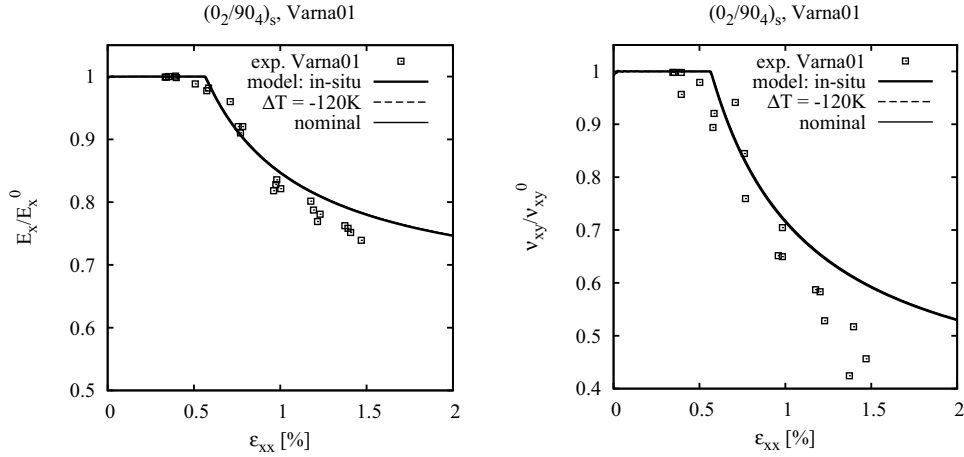 (0₂/90₄)ₛ, Varna01
exp. Varna01
model: in-situ
ΔT = -120K
nominal
1
0.9
0.8
0.7
0.6
0.5
Eₓ/Eₓ⁰
0 0.5 1 1.5 2
εₓₓ [%]
(0₂/90₄)ₛ, Varna01
exp. Varna01
model: in-situ
ΔT = -120K
nominal
1
0.9
0.8
0.7
0.6
0.5
0.4
ν_xy/ν_xy⁰
0 0.5 1 1.5 2
εₓₓ [%]